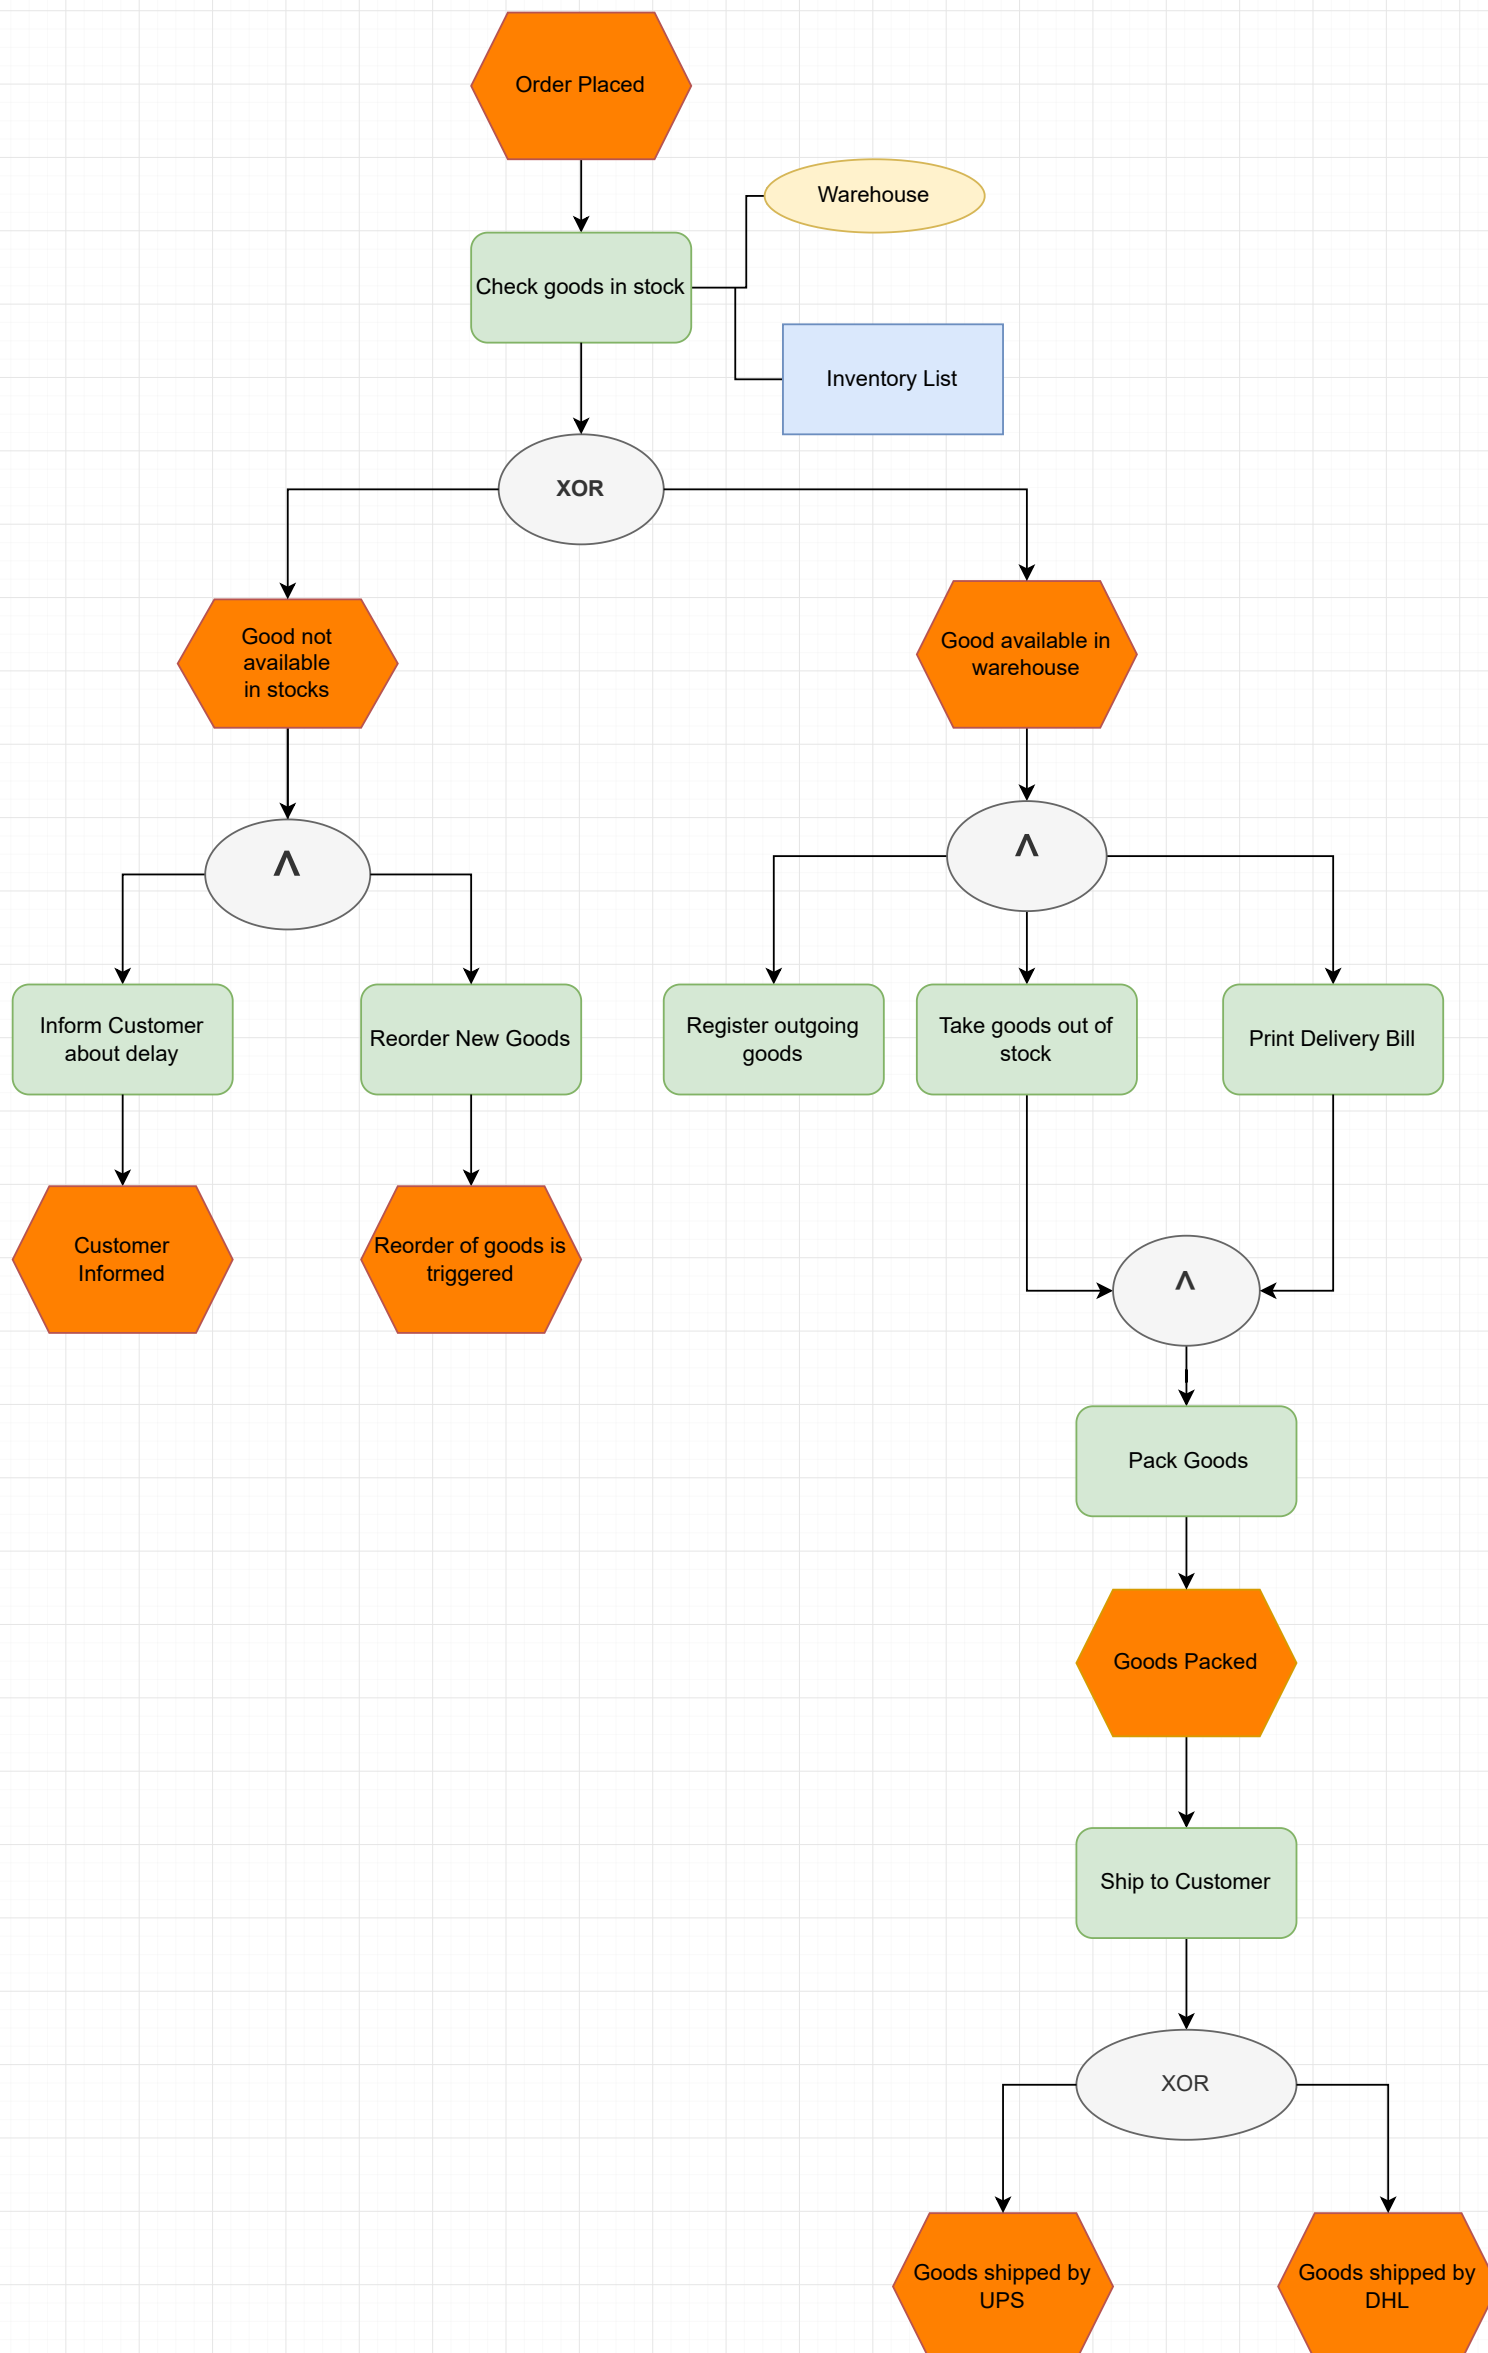 Order Placed
Warehouse
Check goods in stock
Inventory List
XOR
Good not
available
in stocks
Good available in
warehouse
^
^
Inform Customer
about delay
Reorder New Goods
Register outgoing
goods
Take goods out of
stock
Print Delivery Bill
Customer
Informed
Reorder of goods is
triggered
^
Pack Goods
Goods Packed
Ship to Customer
XOR
Goods shipped by
UPS
Goods shipped by
DHL